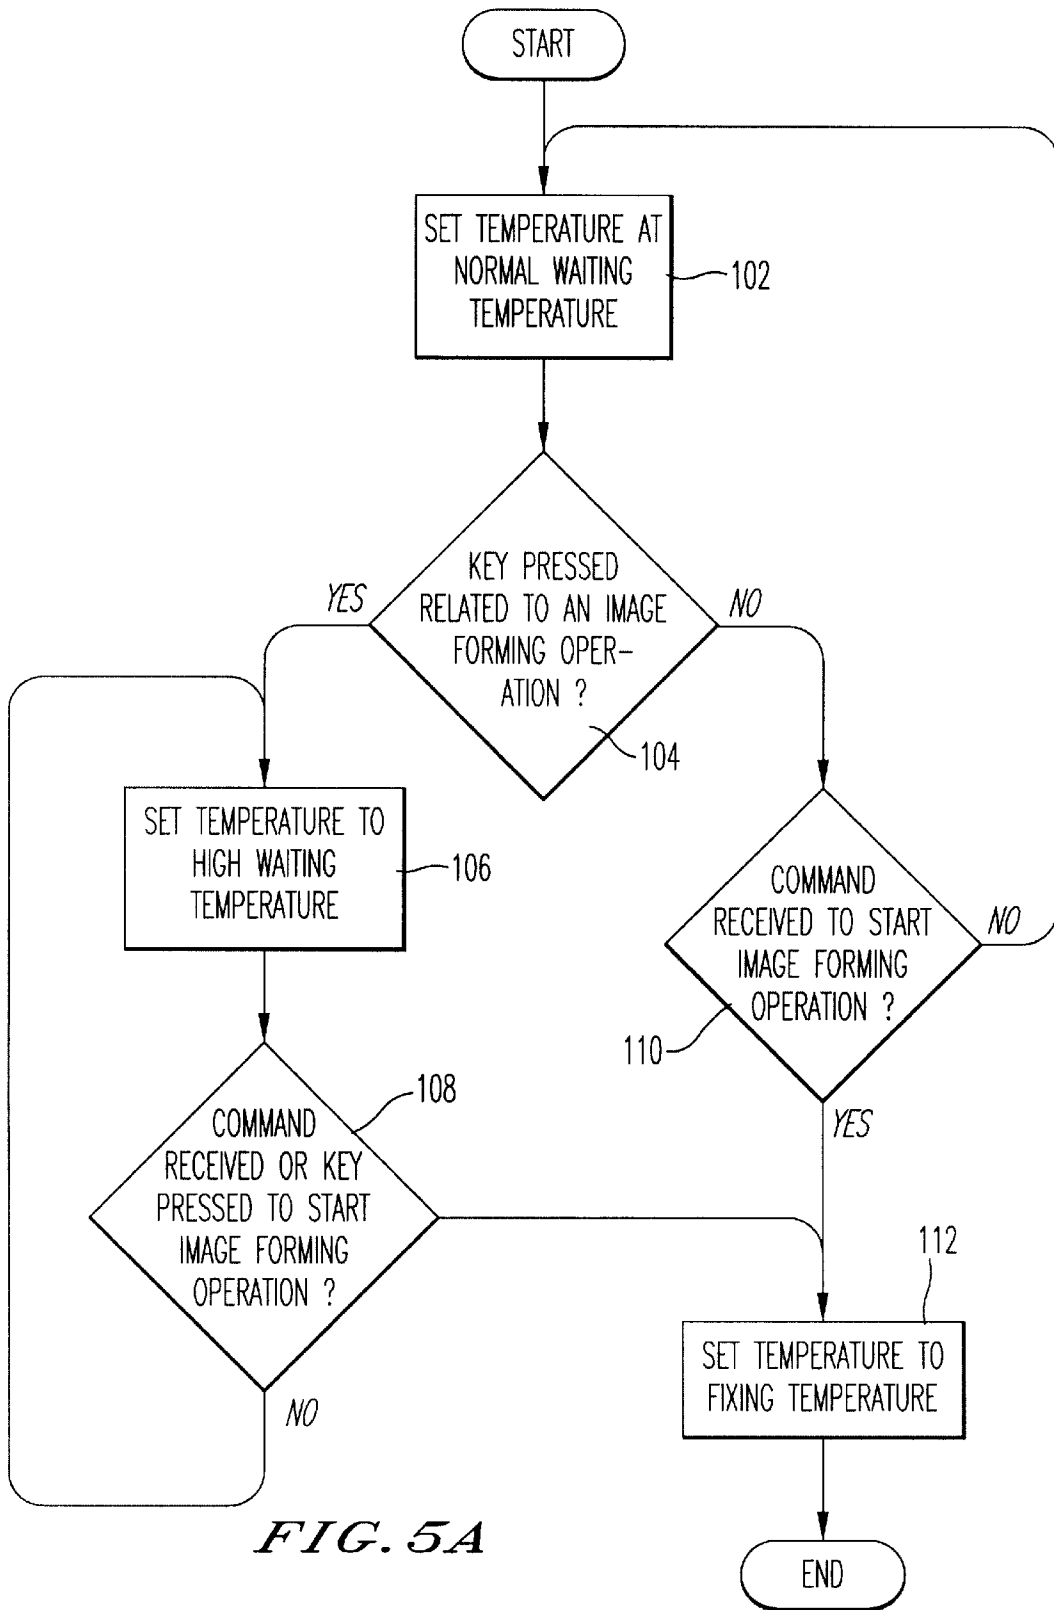 START
SET TEMPERATURE AT
NORMAL WAITING
TEMPERATURE
102
KEY PRESSED
RELATED TO AN IMAGE
FORMING OPER-
ATION ?
YES
NO
104
SET TEMPERATURE TO
HIGH WAITING
TEMPERATURE
106
COMMAND
RECEIVED TO START
IMAGE FORMING
OPERATION ?
NO
110
YES
108
COMMAND
RECEIVED OR KEY
PRESSED TO START
IMAGE FORMING
OPERATION ?
NO
112
SET TEMPERATURE TO
FIXING TEMPERATURE
END
FIG. 5A